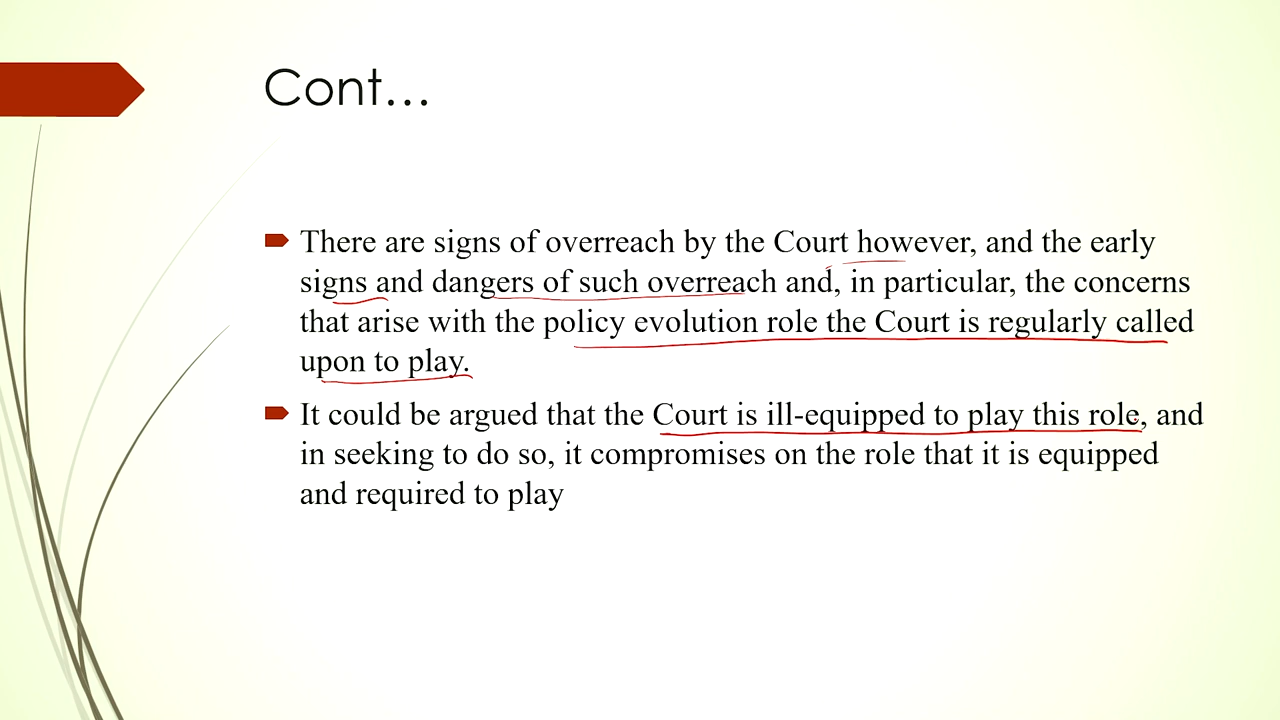 Cont...
There are signs of overreach by the Court however, and the early
signs and dangers of such overreach and, in particular, the concerns
that arise with the policy evolution role the Court is regularly called
upon to play.
It could be argued that the Court is ill-equipped to play this role, and
in seeking to do so, it compromises on the role that it is equipped
and required to play